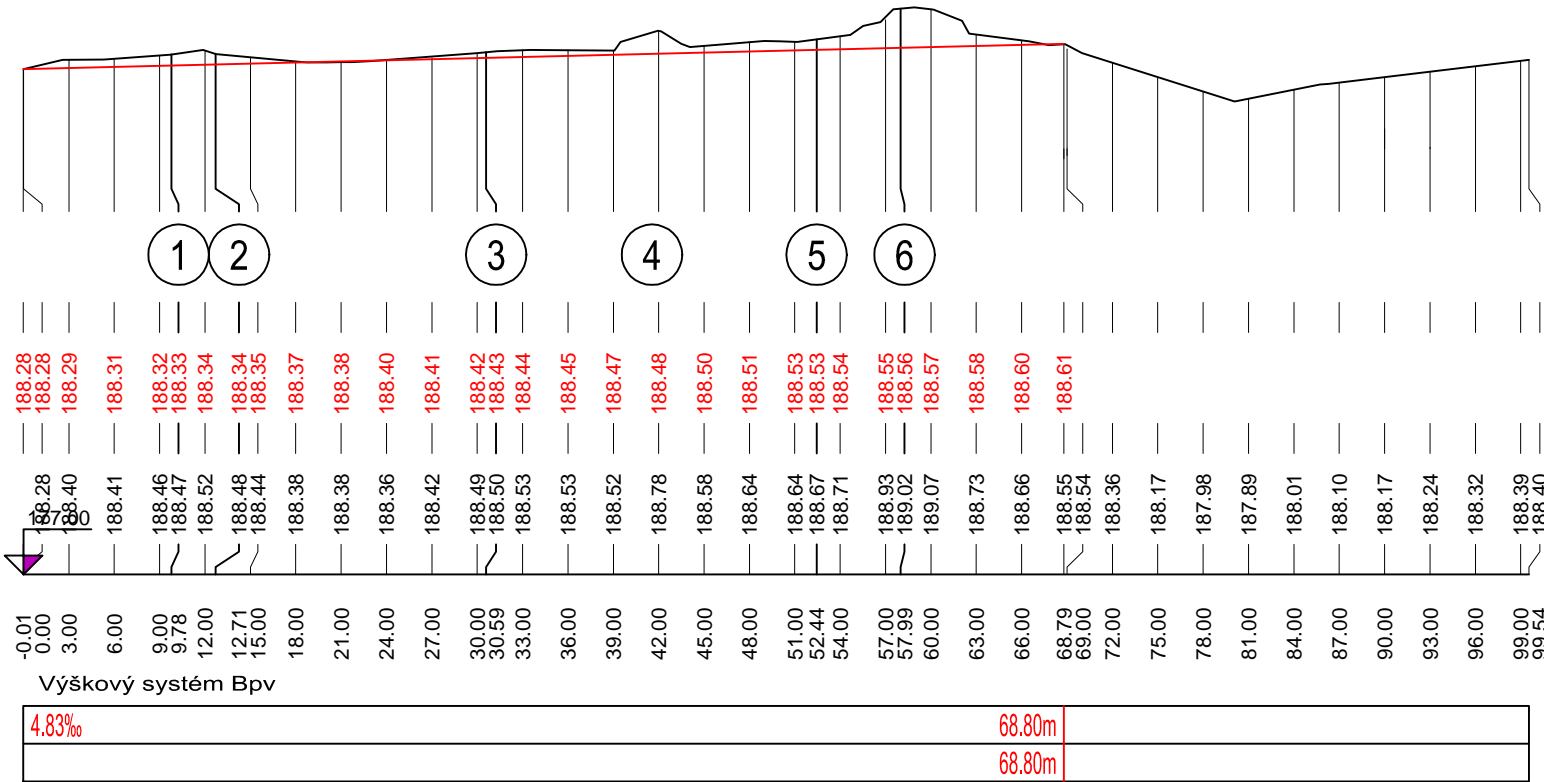 1 2 3 4 5 6
188.28 188.28 188.29 188.31 188.32 188.33 188.34 188.34 188.35 188.37 188.38 188.40 188.41 188.42 188.43 188.44 188.45 188.47 188.48 188.50 188.51 188.53 188.53 188.54 188.55 188.56 188.57 188.58 188.60 188.61
188.28 188.40 188.41 188.46 188.47 188.52 188.48 188.44 188.38 188.38 188.36 188.42 188.49 188.50 188.53 188.53 188.52 188.78 188.58 188.64 188.64 188.67 188.71 188.93 189.02 189.07 188.73 188.66 188.55 188.54 188.36 188.17 187.98 187.89 188.01 188.10 188.17 188.24 188.32 188.39 188.40
177.00
-0.01 0.00 3.00 6.00 9.00 9.78 12.00 12.71 15.00 18.00 21.00 24.00 27.00 30.00 30.59 33.00 36.00 39.00 42.00 45.00 48.00 51.00 52.44 54.00 57.00 57.99 60.00 63.00 66.00 68.79 69.00 72.00 75.00 78.00 81.00 84.00 87.00 90.00 93.00 96.00 99.00 99.54
Výškový systém Bpv
4.83‰ 68.80m
68.80m